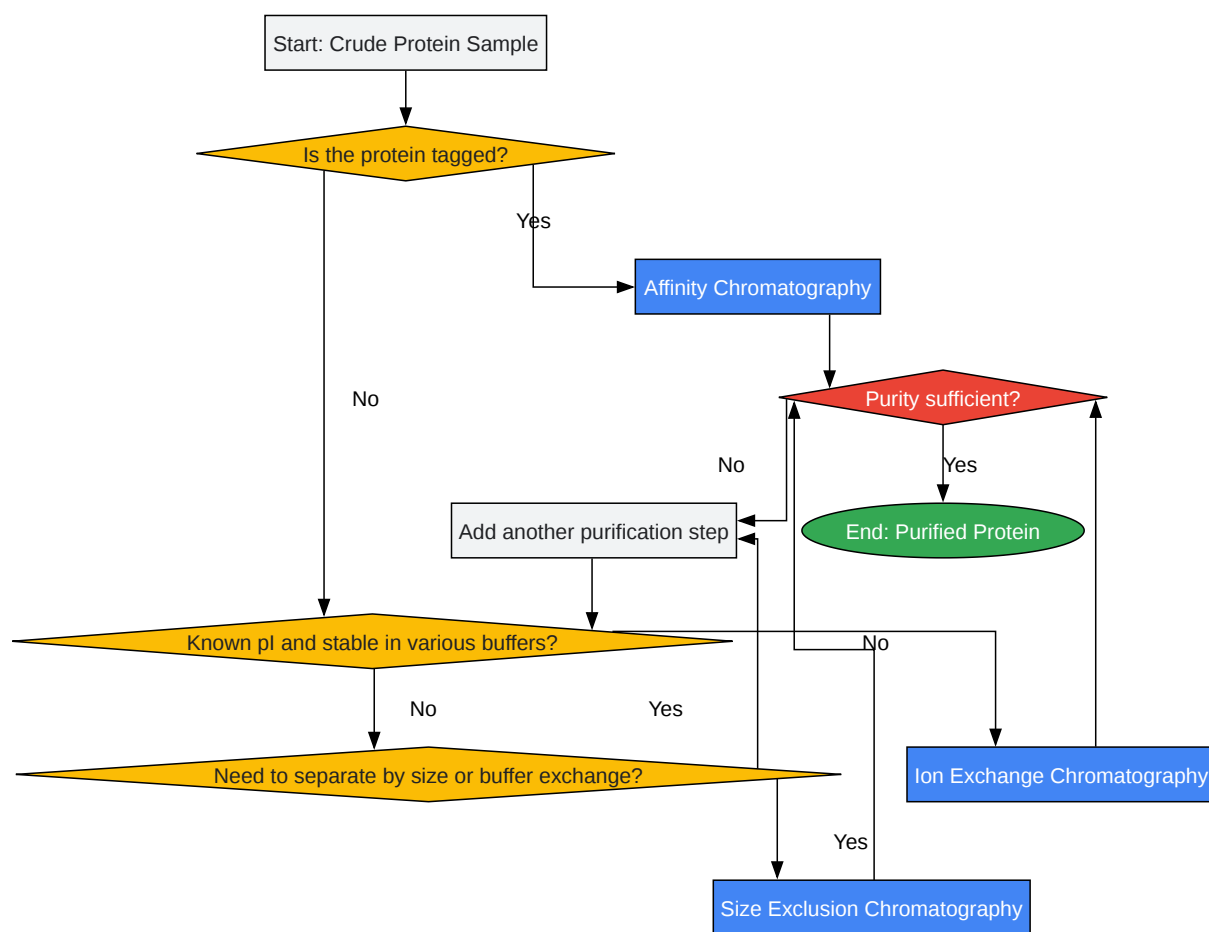 Start: Crude Protein Sample
Is the protein tagged?
Yes
Affinity Chromatography
No
Purity sufficient?
No
Yes
Add another purification step
End: Purified Protein
Known pI and stable in various buffers?
No
No
Yes
Need to separate by size or buffer exchange?
Ion Exchange Chromatography
Yes
Size Exclusion Chromatography